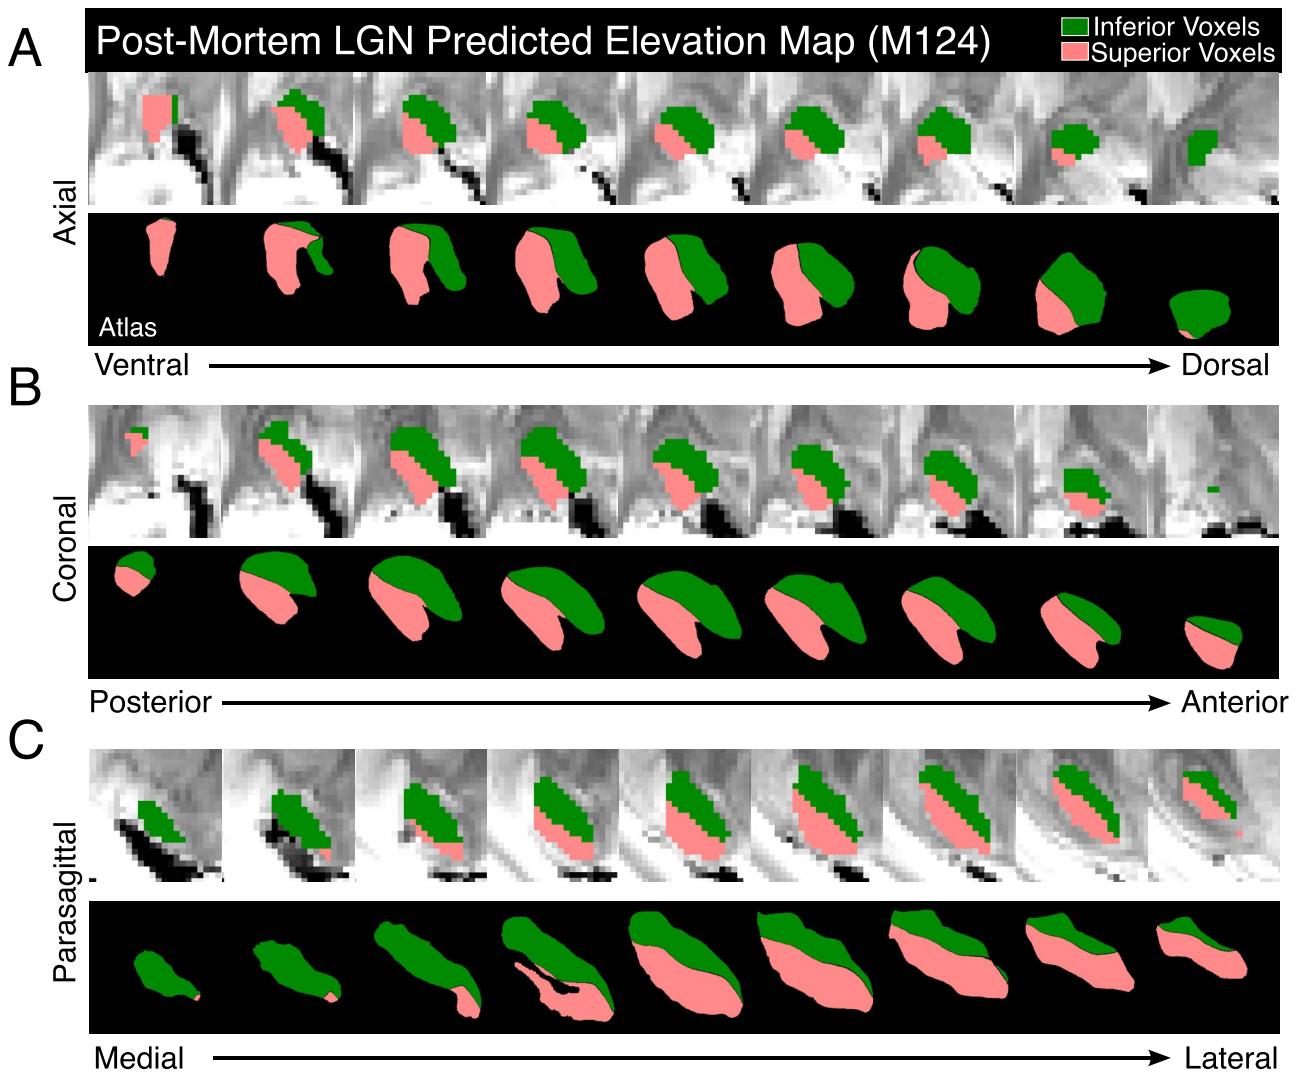 A
Post-Mortem LGN Predicted Elevation Map (M124)
Inferior Voxels
Superior Voxels
Axial
Atlas
Ventral
Dorsal
B
Coronal
Posterior
Anterior
C
Parasagittal
Medial
Lateral